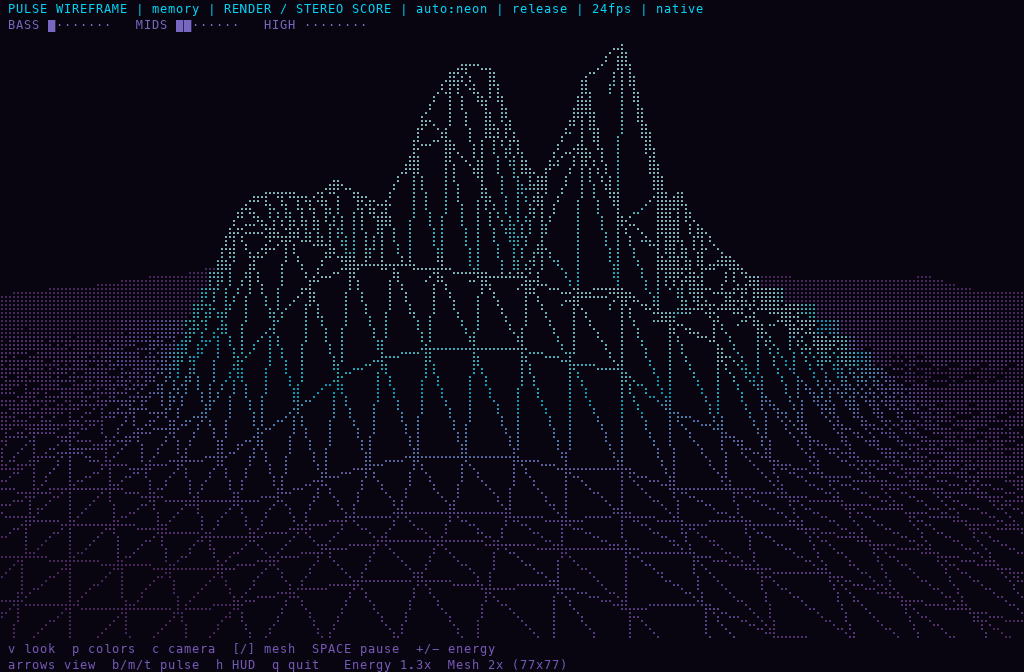 PULSE WIREFRAME | memory | RENDER / STEREO SCORE | auto:neon | release | 24fps | native
BASS █······· MIDS ██······ HIGH ········
v look p colors c camera [/] mesh SPACE pause +/− energy
arrows view b/m/t pulse h HUD q quit Energy 1.3x Mesh 2x (77x77)